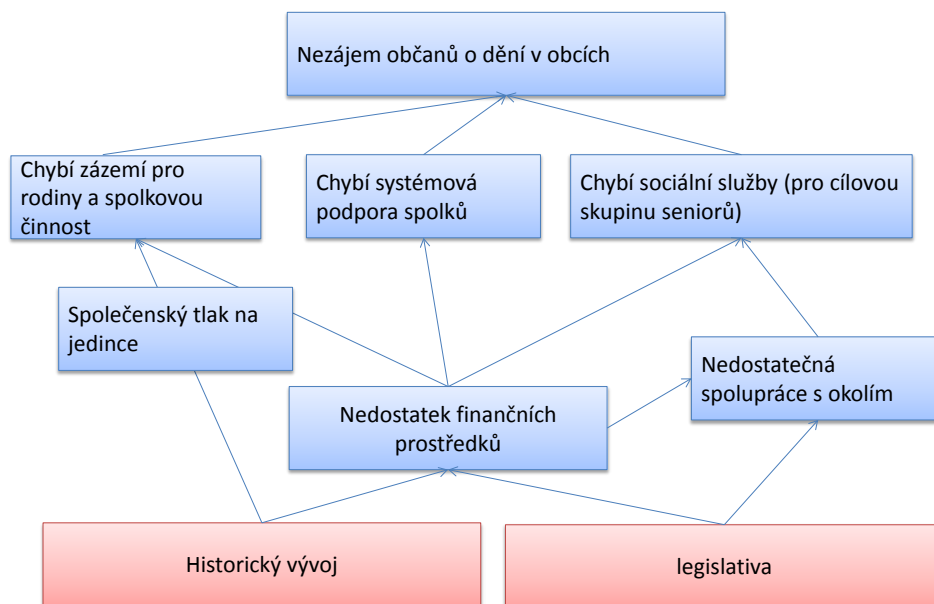 Nezájem občanů o dění v obcích
Chybí zázemí pro
rodiny a spolkovou
činnost
Chybí systémová
podpora spolků
Chybí sociální služby (pro cílovou
skupinu seniorů)
Společenský tlak na
jedince
Nedostatečná
spolupráce s okolím
Nedostatek finančních
prostředků
Historický vývoj
legislativa